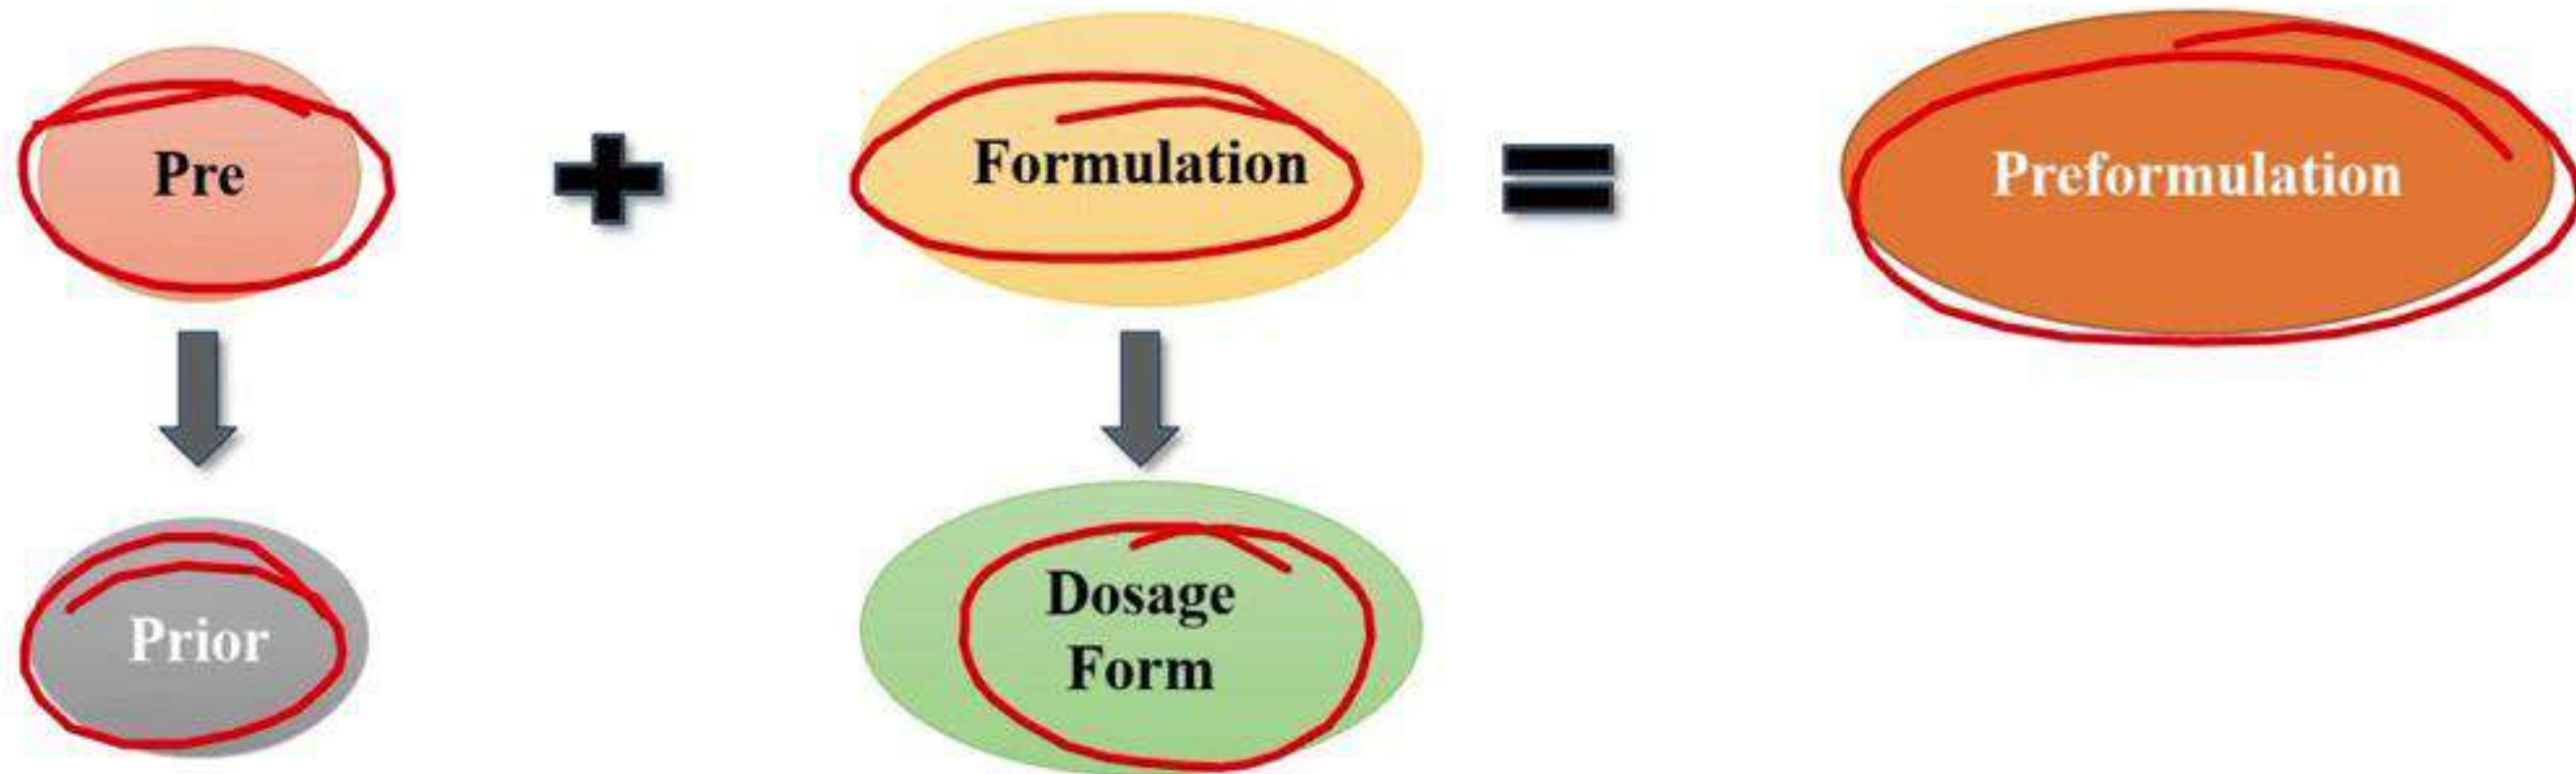 Pre
Formulation
Preformulation
Prior
Dosage
Form